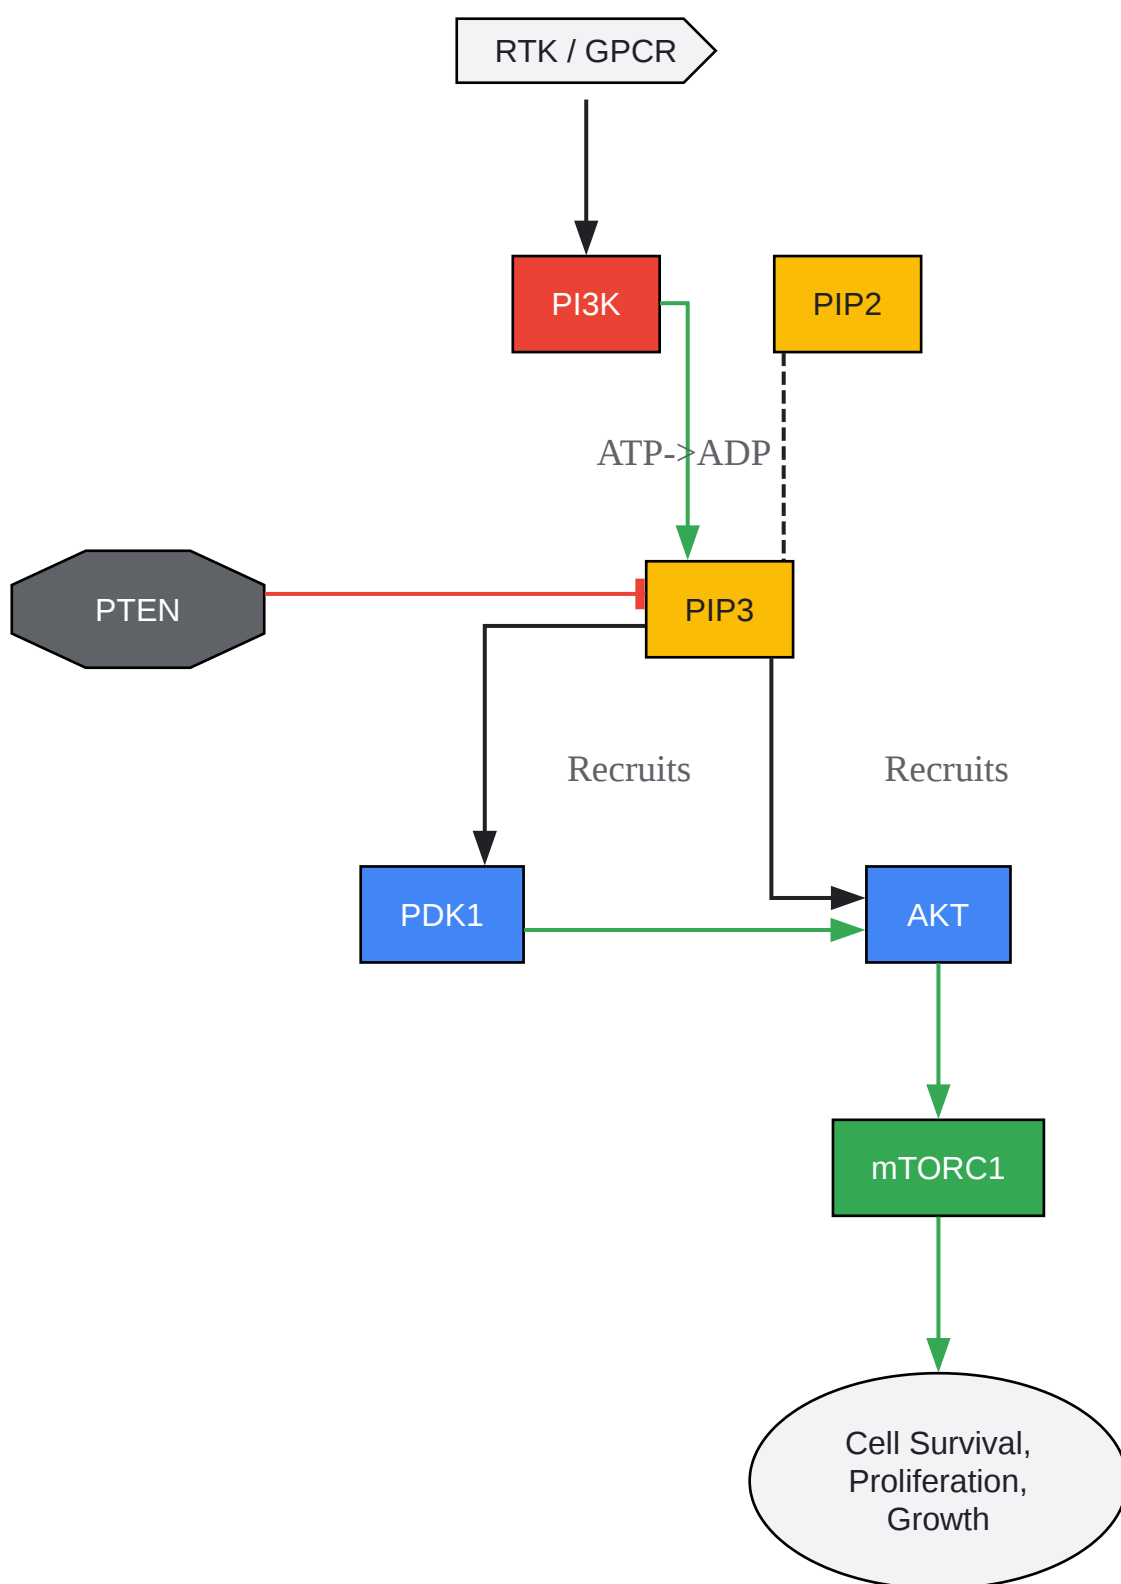 RTK / GPCR
PI3K
PIP2
ATP->ADP
PTEN
PIP3
Recruits
Recruits
PDK1
AKT
mTORC1
Cell Survival,
Proliferation,
Growth